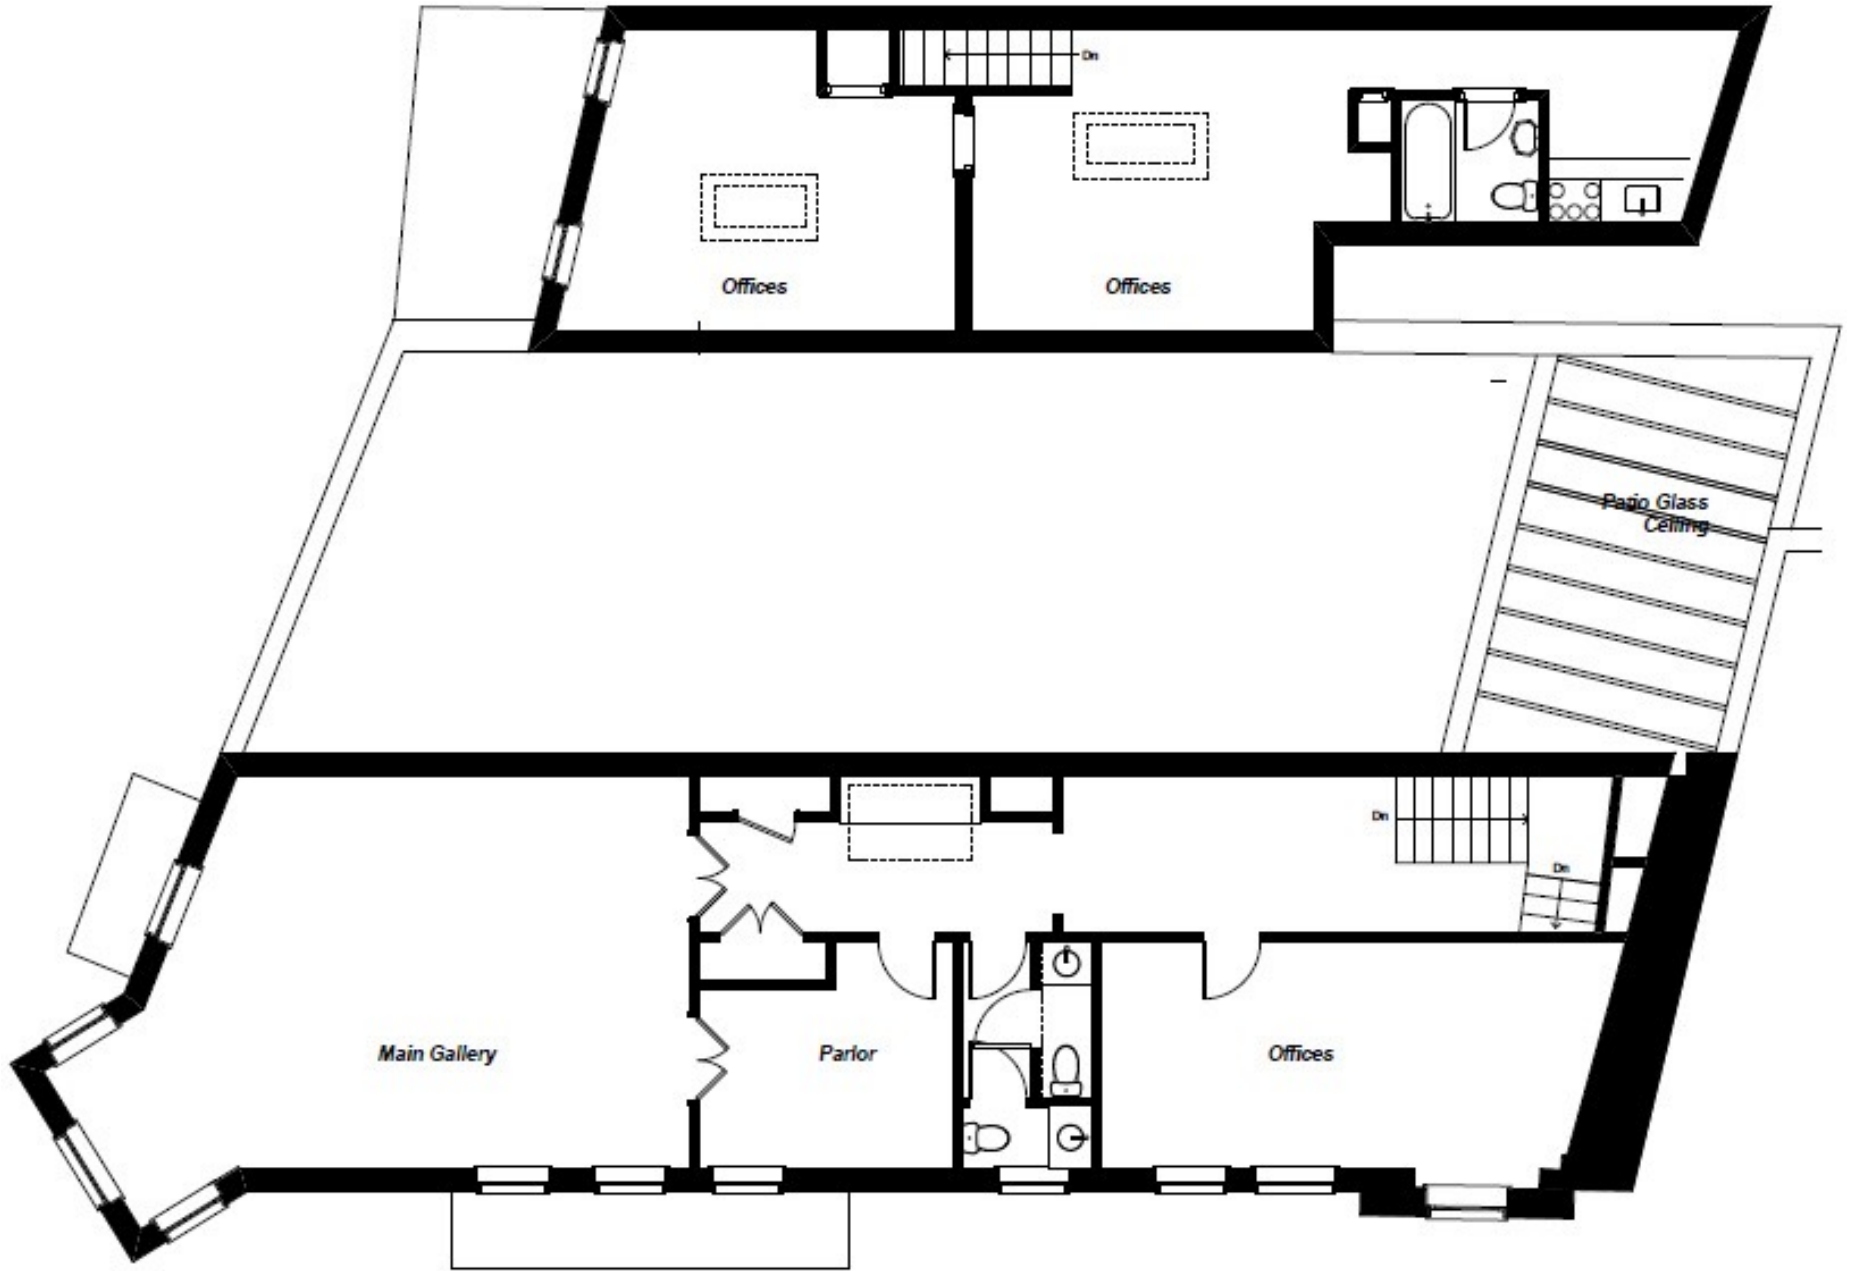 Dn
Offices
Offices
Patio Glass
Ceiling
Dn
Dn
Main Gallery
Parlor
Offices